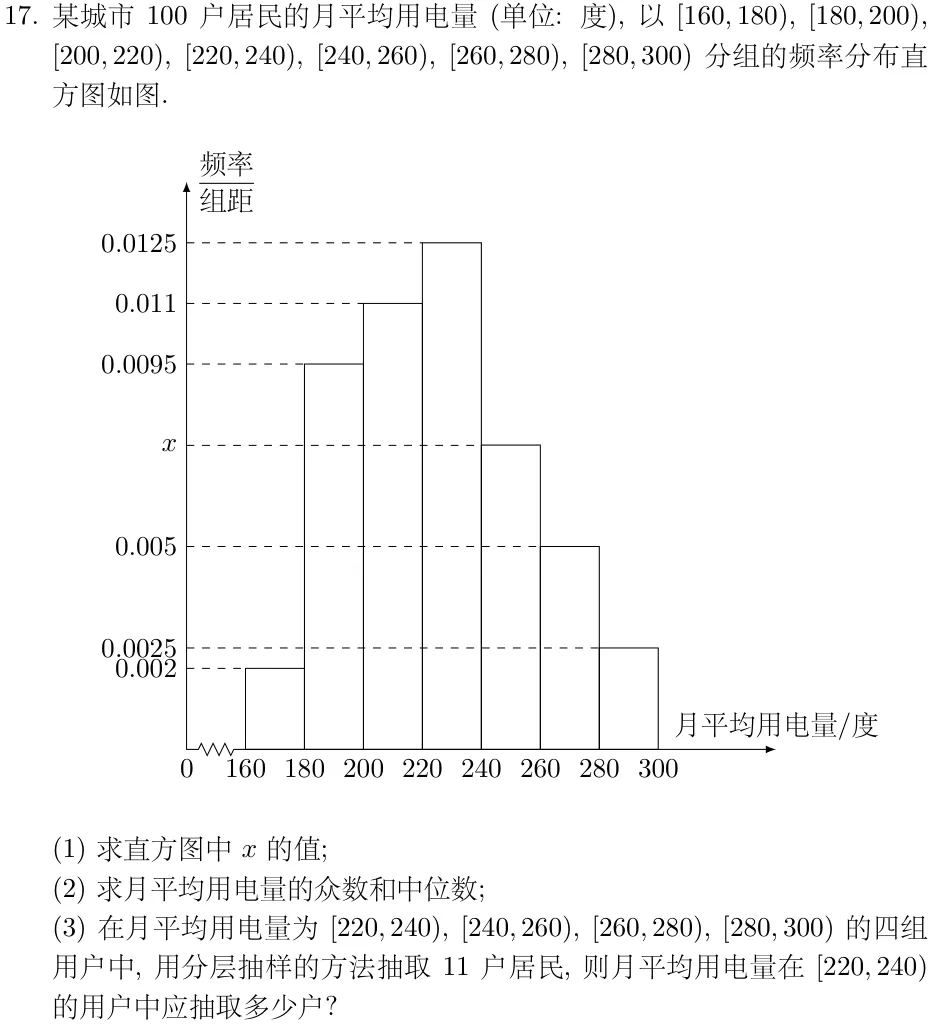 17. 某城市 100 户居民的月平均用电量 (单位: 度), 以 [160, 180), [180, 200),
[200, 220), [220, 240), [240, 260), [260, 280), [280, 300) 分组的频率分布直
方图如图.
频率
组距
0.0125
0.011
0.0095
x
0.005
0.0025
0.002
月平均用电量/度
0 160 180 200 220 240 260 280 300
(1) 求直方图中 x 的值;
(2) 求月平均用电量的众数和中位数;
(3) 在月平均用电量为 [220, 240), [240, 260), [260, 280), [280, 300) 的四组
用户中, 用分层抽样的方法抽取 11 户居民, 则月平均用电量在 [220, 240)
的用户中应抽取多少户?